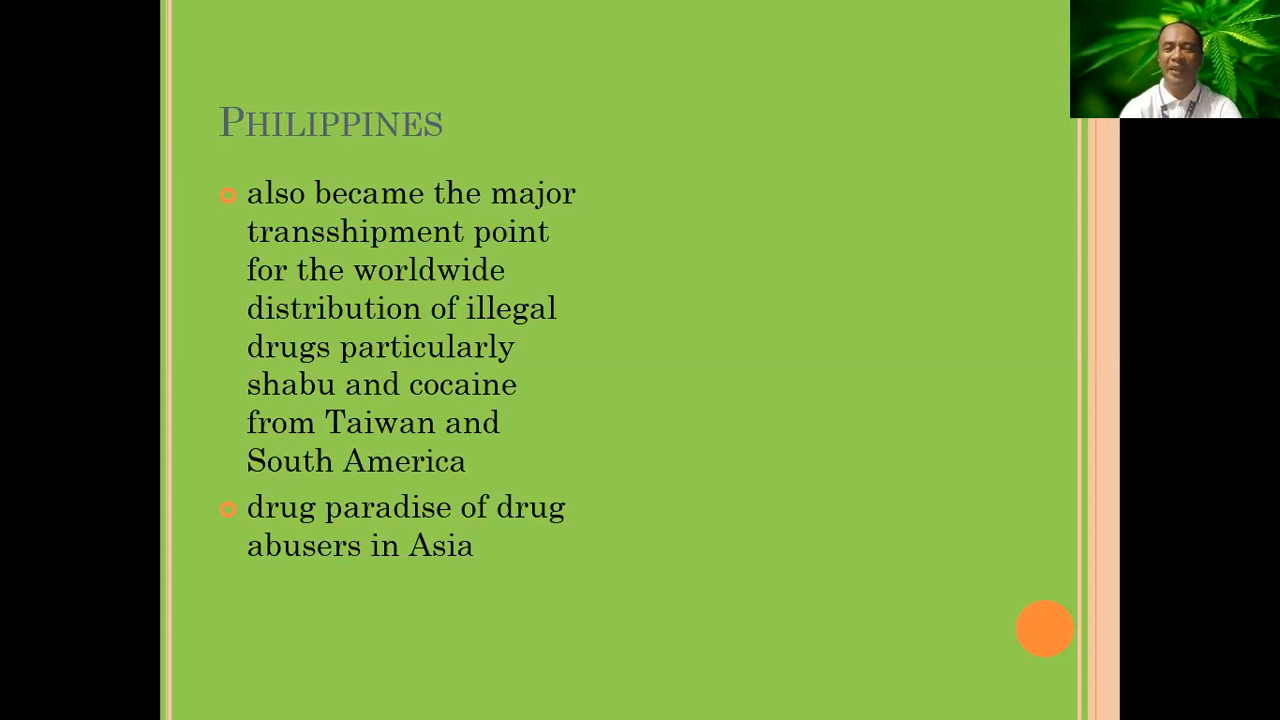 PHILIPPINES
also became the major
transshipment point
for the worldwide
distribution of illegal
drugs particularly
shabu and cocaine
from Taiwan and
South America
drug paradise of drug
abusers in Asia